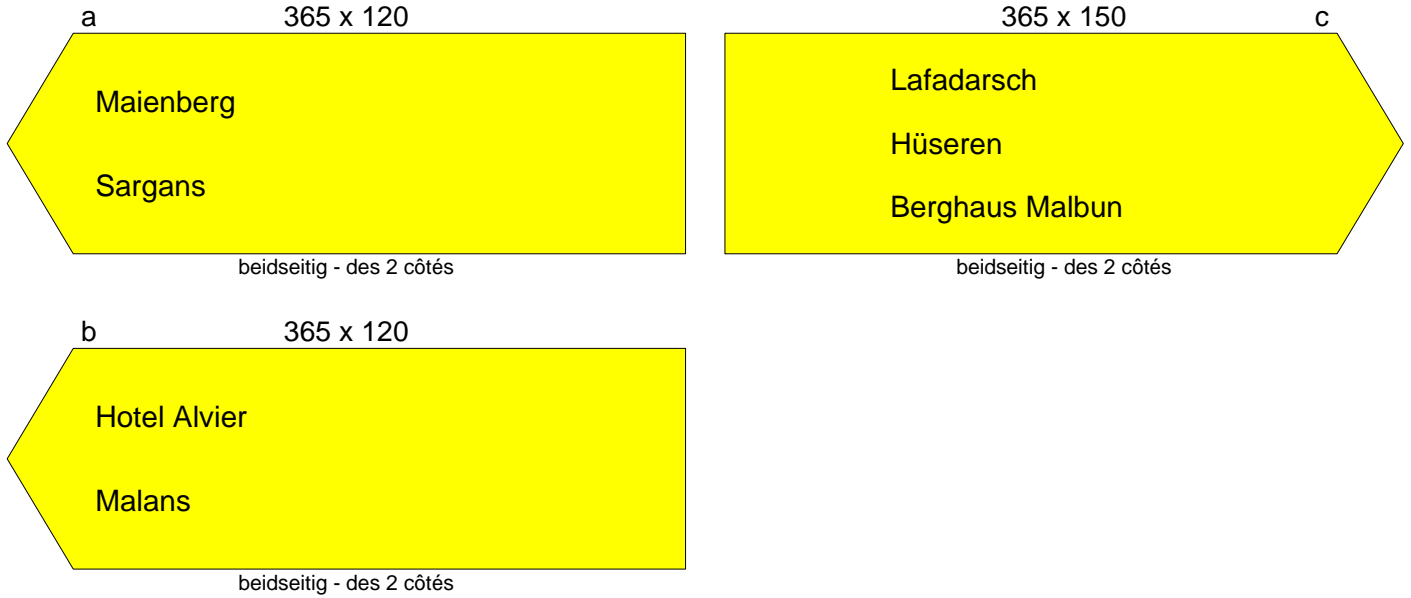 a 365 x 120
Maienberg
Sargans
beidseitig - des 2 côtés
365 x 150 c
Lafadarsch
Hüseren
Berghaus Malbun
beidseitig - des 2 côtés
b 365 x 120
Hotel Alvier
Malans
beidseitig - des 2 côtés